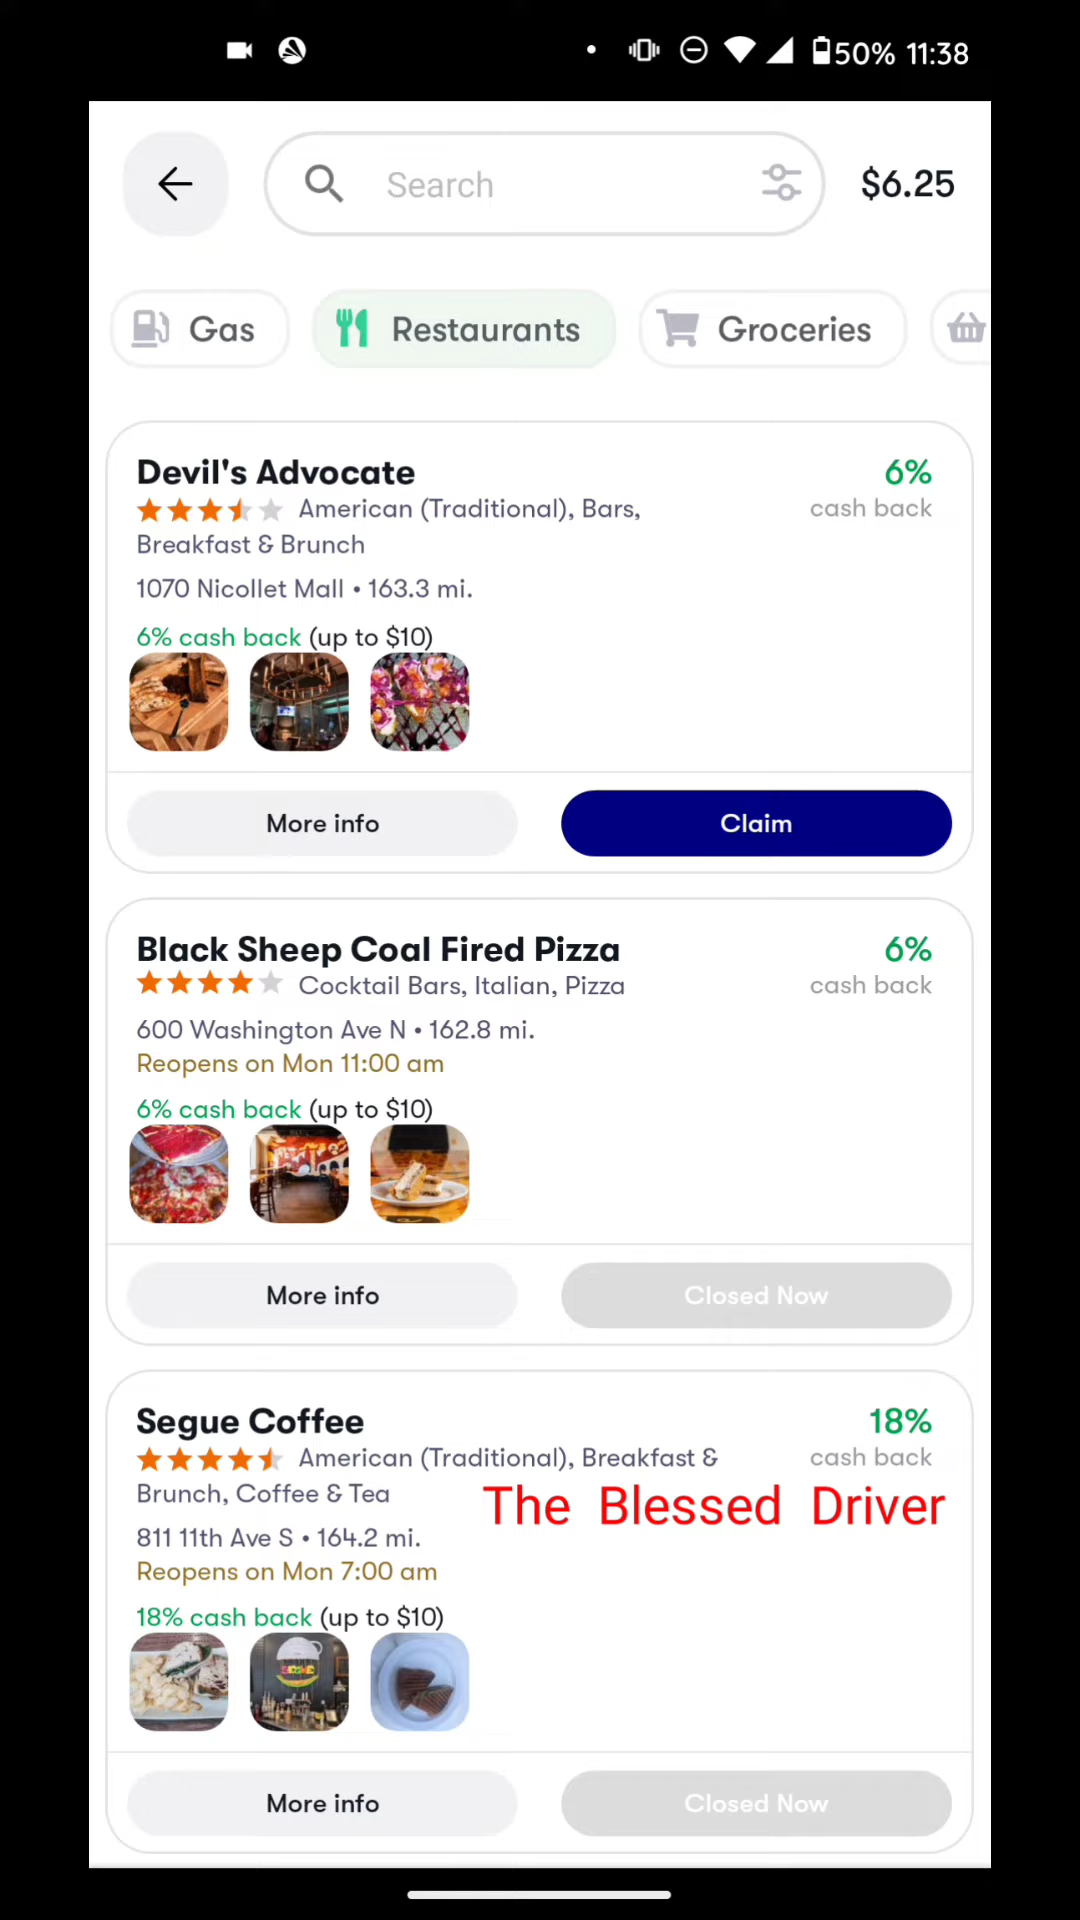 50% 11:38
Search
$6.25
Gas
Restaurants
Groceries
Devil's Advocate
6%
American (Traditional), Bars,
cash back
Breakfast & Brunch
1070 Nicollet Mall • 163.3 mi.
6% cash back (up to $10)
More info
Claim
Black Sheep Coal Fired Pizza
6%
Cocktail Bars, Italian, Pizza
cash back
600 Washington Ave N • 162.8 mi.
Reopens on Mon 11:00 am
6% cash back (up to $10)
More info
Closed Now
Segue Coffee
18%
American (Traditional), Breakfast &
cash back
Brunch, Coffee & Tea
The Blessed Driver
811 11th Ave S • 164.2 mi.
Reopens on Mon 7:00 am
18% cash back (up to $10)
More info
Closed Now